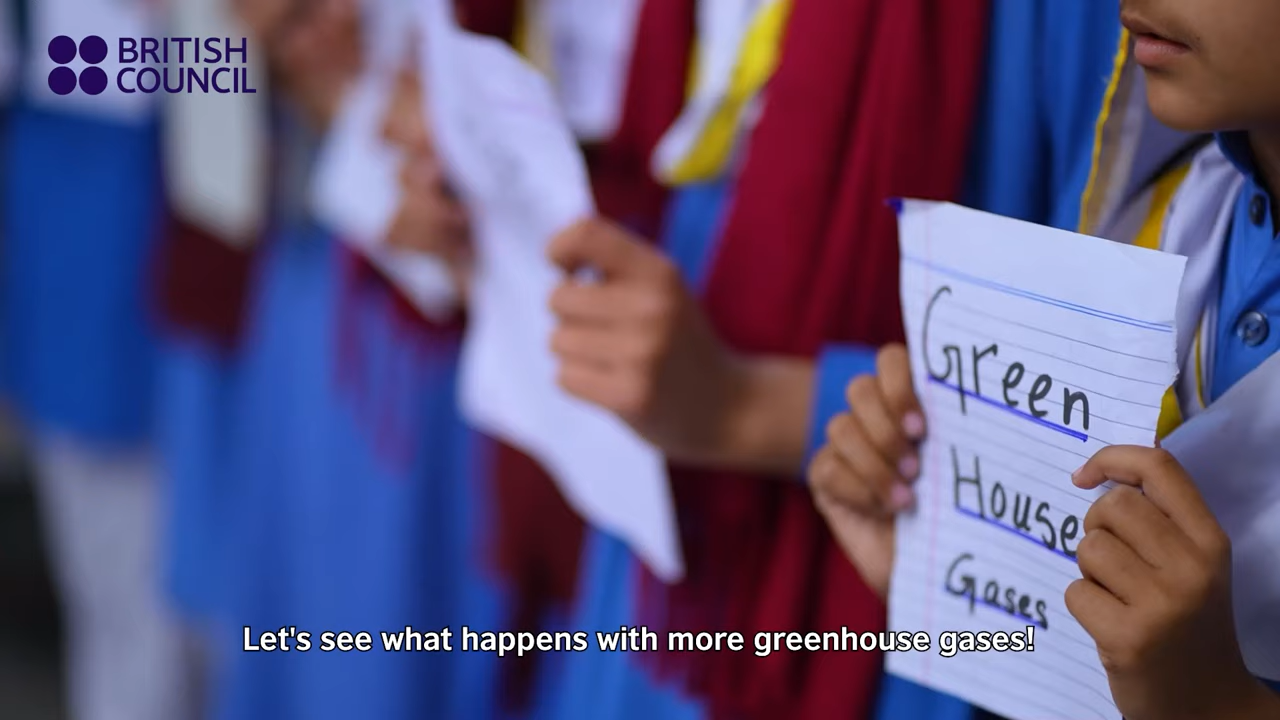 BRITISH
COUNCIL
Green
House
Gases
Let's see what happens with more greenhouse gases!